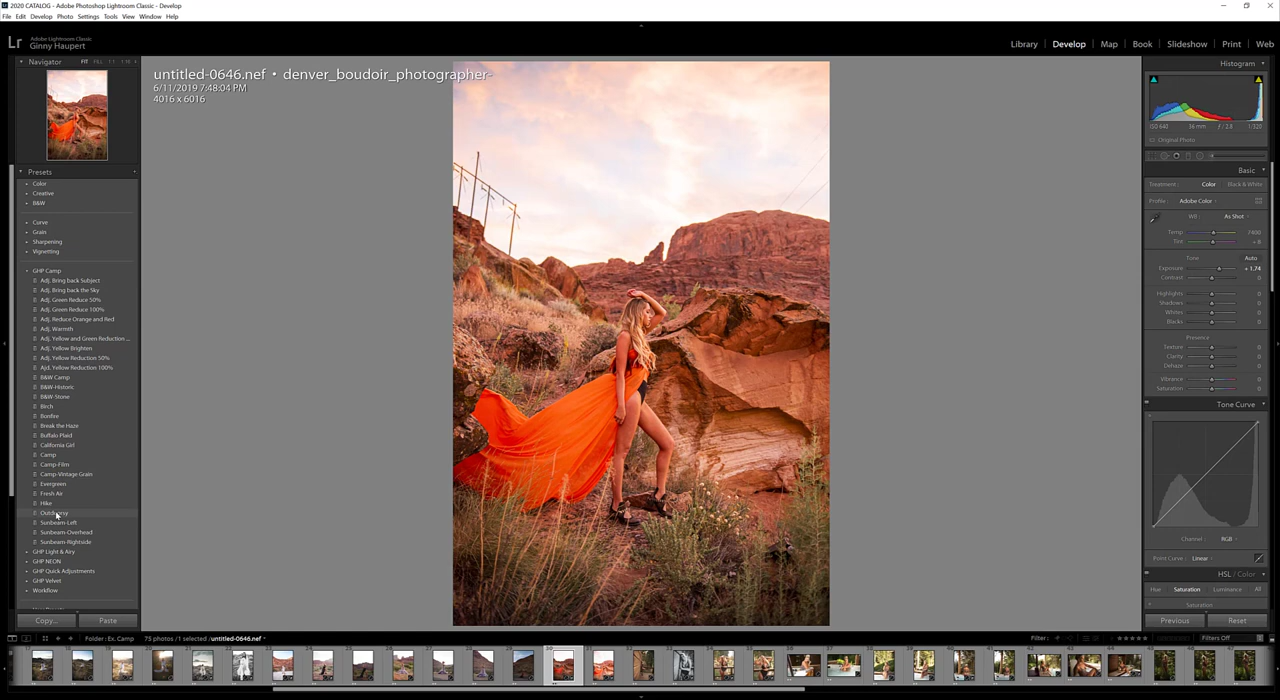 2020 CATALOG - Adobe Photoshop Lightroom Classic - Develop
File Edit Develop Photo Settings Tools View Window Help
Lr Adobe Lightroom Classic
Ginny Haupert
Library | Develop | Map | Book | Slideshow | Print | Web
Navigator FIT FILL 1:1
untitled-0646.nef • denver_boudoir_photographer-
6/11/2019 7:48:04 PM
4016 x 6016
Presets
Color
Creative
B&W
Curve
Grain
Sharpening
Vignetting
GHP Camp
Adj. Bring back Subject
Adj. Bring back the Sky
Adj. Green Reduce 50%
Adj. Green Reduce 100%
Adj. Reduce Orange and Red
Adj. Warmth
Adj. Yellow and Green Reduction ...
Adj. Yellow Brighten
Adj. Yellow Reduction 50%
Ajd. Yellow Reduction 100%
B&W Camp
B&W-Historic
B&W-Stone
Birch
Bonfire
Break the Haze
Buffalo Plaid
California Girl
Camp
Camp-Film
Camp-Vintage Grain
Evergreen
Fresh Air
Hike
Outdoorsy
Sunbeam-Left
Sunbeam-Overhead
Sunbeam-Rightside
GHP Light & Airy
GHP NEON
GHP Quick Adjustments
GHP Velvet
Workflow
Copy... Paste
Histogram
ISO 640 36 mm ƒ / 2.8 1/320
Original Photo
Basic
Treatment : Color Black & White
Profile : Adobe Color
WB : As Shot
Temp 7400
Tint + 8
Tone Auto
Exposure + 1.74
Contrast 0
Highlights 0
Shadows 0
Whites 0
Blacks 0
Presence
Texture 0
Clarity 0
Dehaze 0
Vibrance 0
Saturation 0
Tone Curve
Channel : RGB
Point Curve : Linear
HSL / Color
Hue Saturation Luminance All
Saturation
Previous Reset
Folder : Ex. Camp 75 photos / 1 selected / untitled-0646.nef
Filter : Filters Off